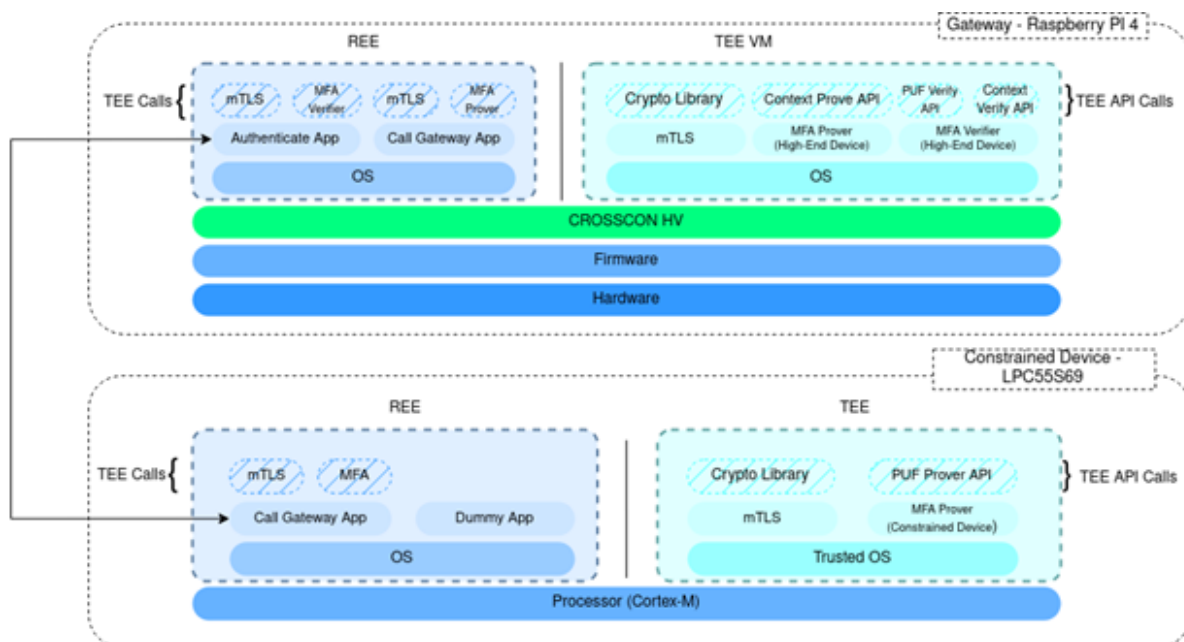 Gateway - Raspberry PI 4
REE
TEE VM
TEE Calls
mTLS
MFA
Verifier
mTLS
MFA
Prover
Crypto Library
Context Prove API
PUF Verify
API
Context
Verify API
TEE API Calls
Authenticate App
Call Gateway App
mTLS
MFA Prover
(High-End Device)
MFA Verifier
(High-End Device)
OS
OS
CROSSCON HV
Firmware
Hardware
Constrained Device -
LPC55S69
REE
TEE
TEE Calls
mTLS
MFA
Crypto Library
PUF Prover API
TEE API Calls
Call Gateway App
Dummy App
mTLS
MFA Prover
(Constrained Device)
OS
Trusted OS
Processor (Cortex-M)